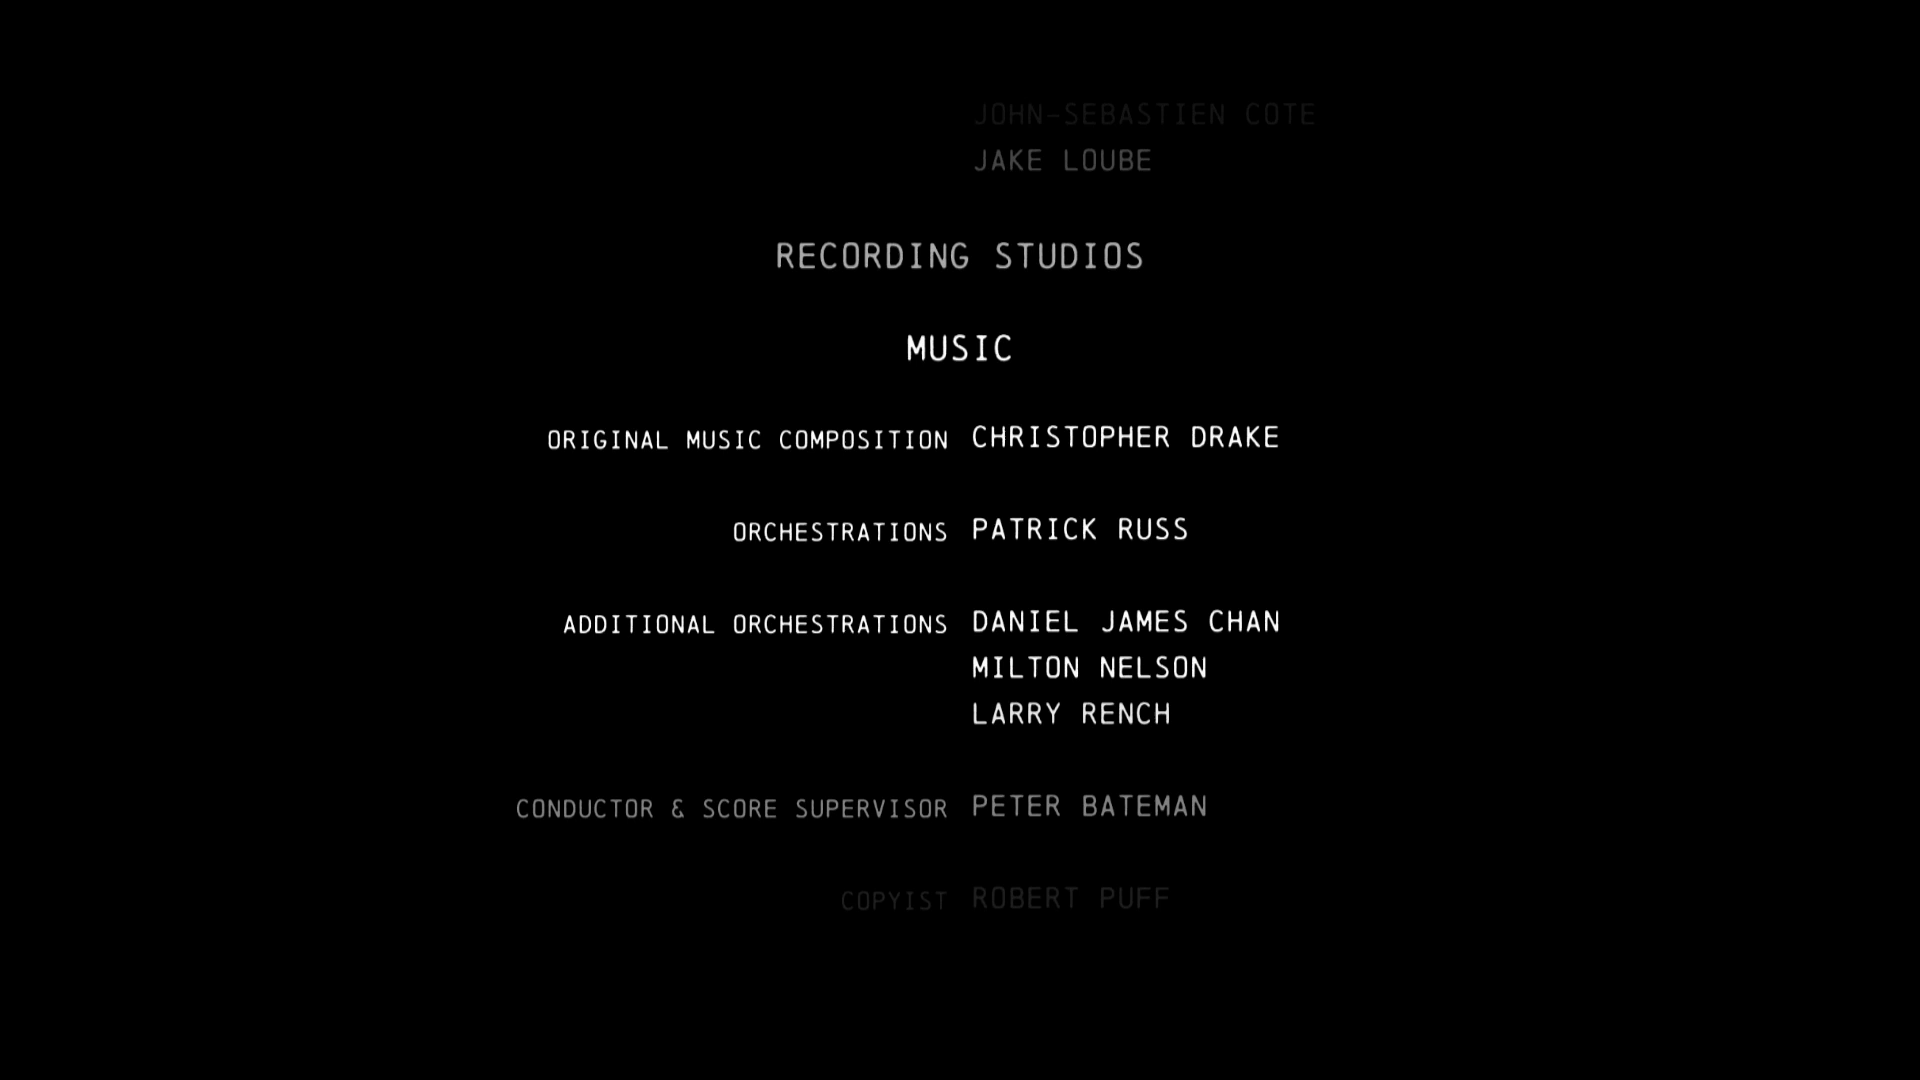 JOHN-SEBASTIEN COTE
JAKE LOUBE
RECORDING STUDIOS
MUSIC
ORIGINAL MUSIC COMPOSITION CHRISTOPHER DRAKE
ORCHESTRATIONS PATRICK RUSS
ADDITIONAL ORCHESTRATIONS DANIEL JAMES CHAN
MILTON NELSON
LARRY RENCH
CONDUCTOR & SCORE SUPERVISOR PETER BATEMAN
COPYIST ROBERT PUFF